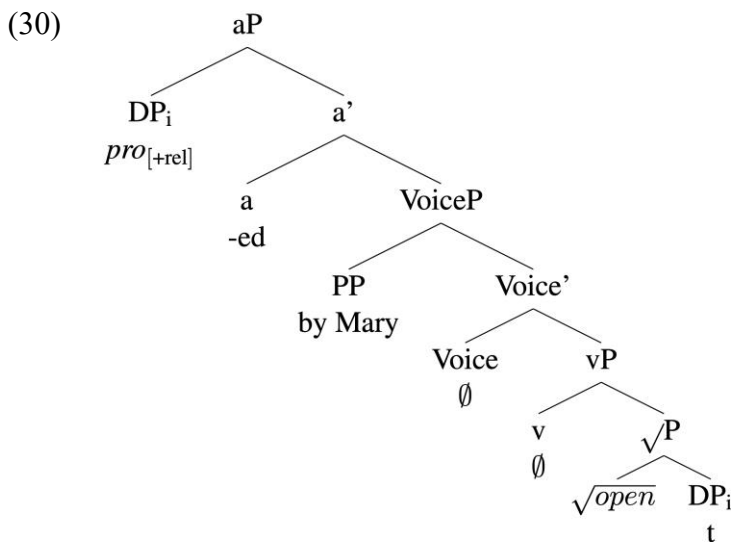 (30)
aP
DPi a’
pro[+rel]
a VoiceP
-ed
PP Voice’
by Mary
Voice vP
∅
v √P
∅
√open DPi
t